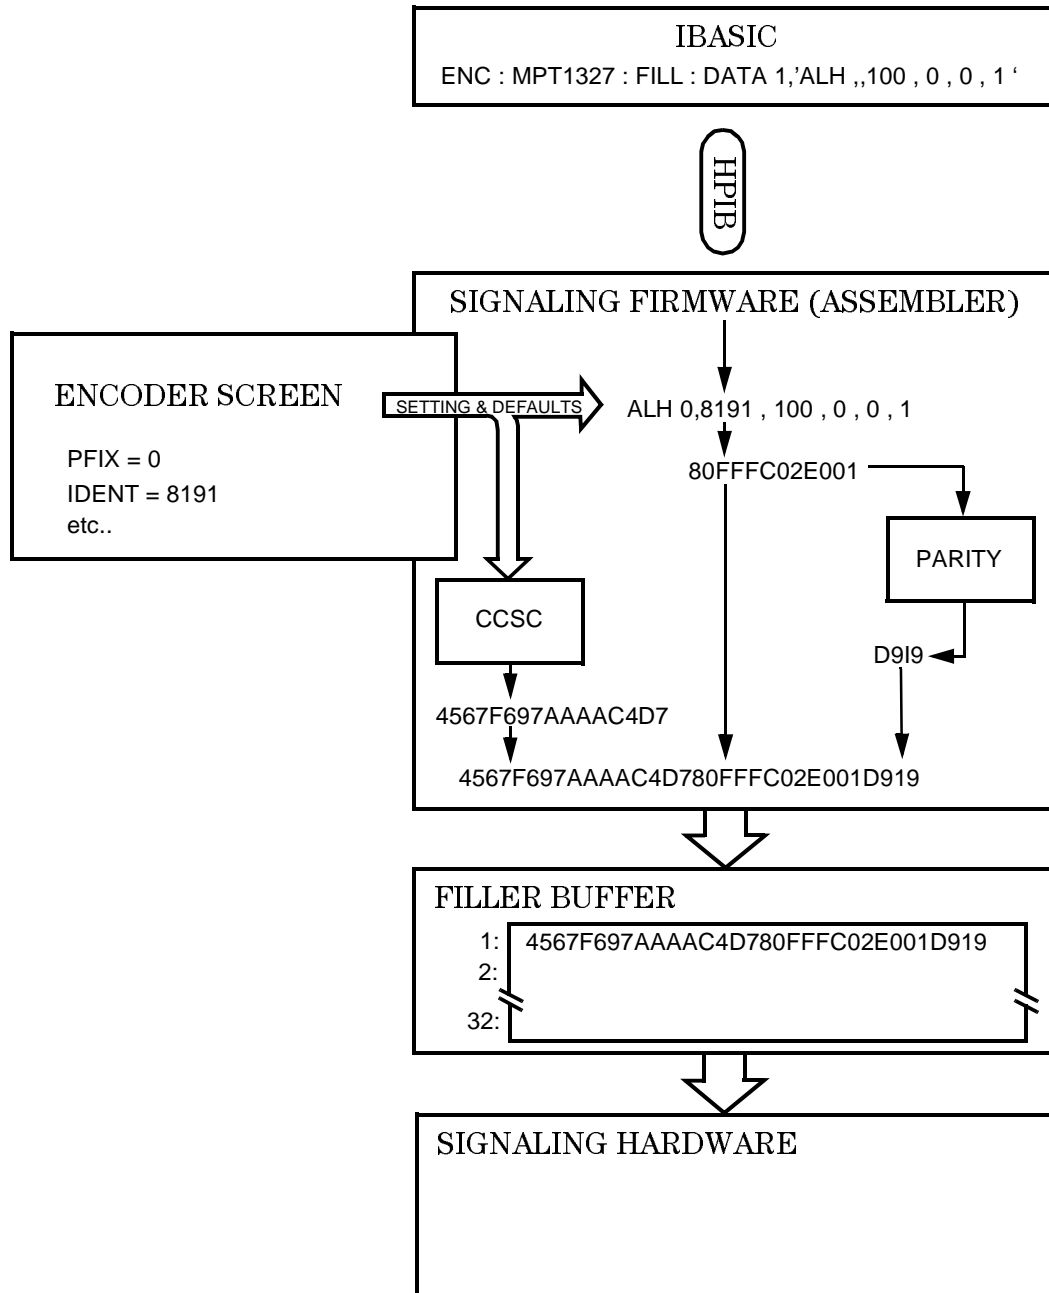 IBASIC
ENC : MPT1327 : FILL : DATA 1,'ALH ,,100 , 0 , 0 , 1 ‘
HPIB
SIGNALING FIRMWARE (ASSEMBLER)
ENCODER SCREEN
SETTING & DEFAULTS
ALH 0,8191 , 100 , 0 , 0 , 1
PFIX = 0
IDENT = 8191
etc..
80FFFC02E001
PARITY
CCSC
D9I9
4567F697AAAAC4D7
4567F697AAAAC4D780FFFC02E001D919
FILLER BUFFER
1: 4567F697AAAAC4D780FFFC02E001D919
2:
32:
SIGNALING HARDWARE